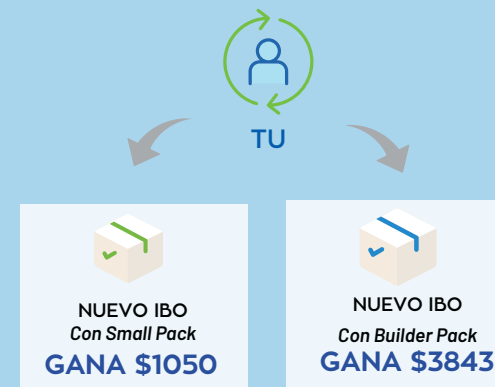 TU
NUEVO IBO
Con Small Pack
GANA $1050
NUEVO IBO
Con Builder Pack
GANA $3843